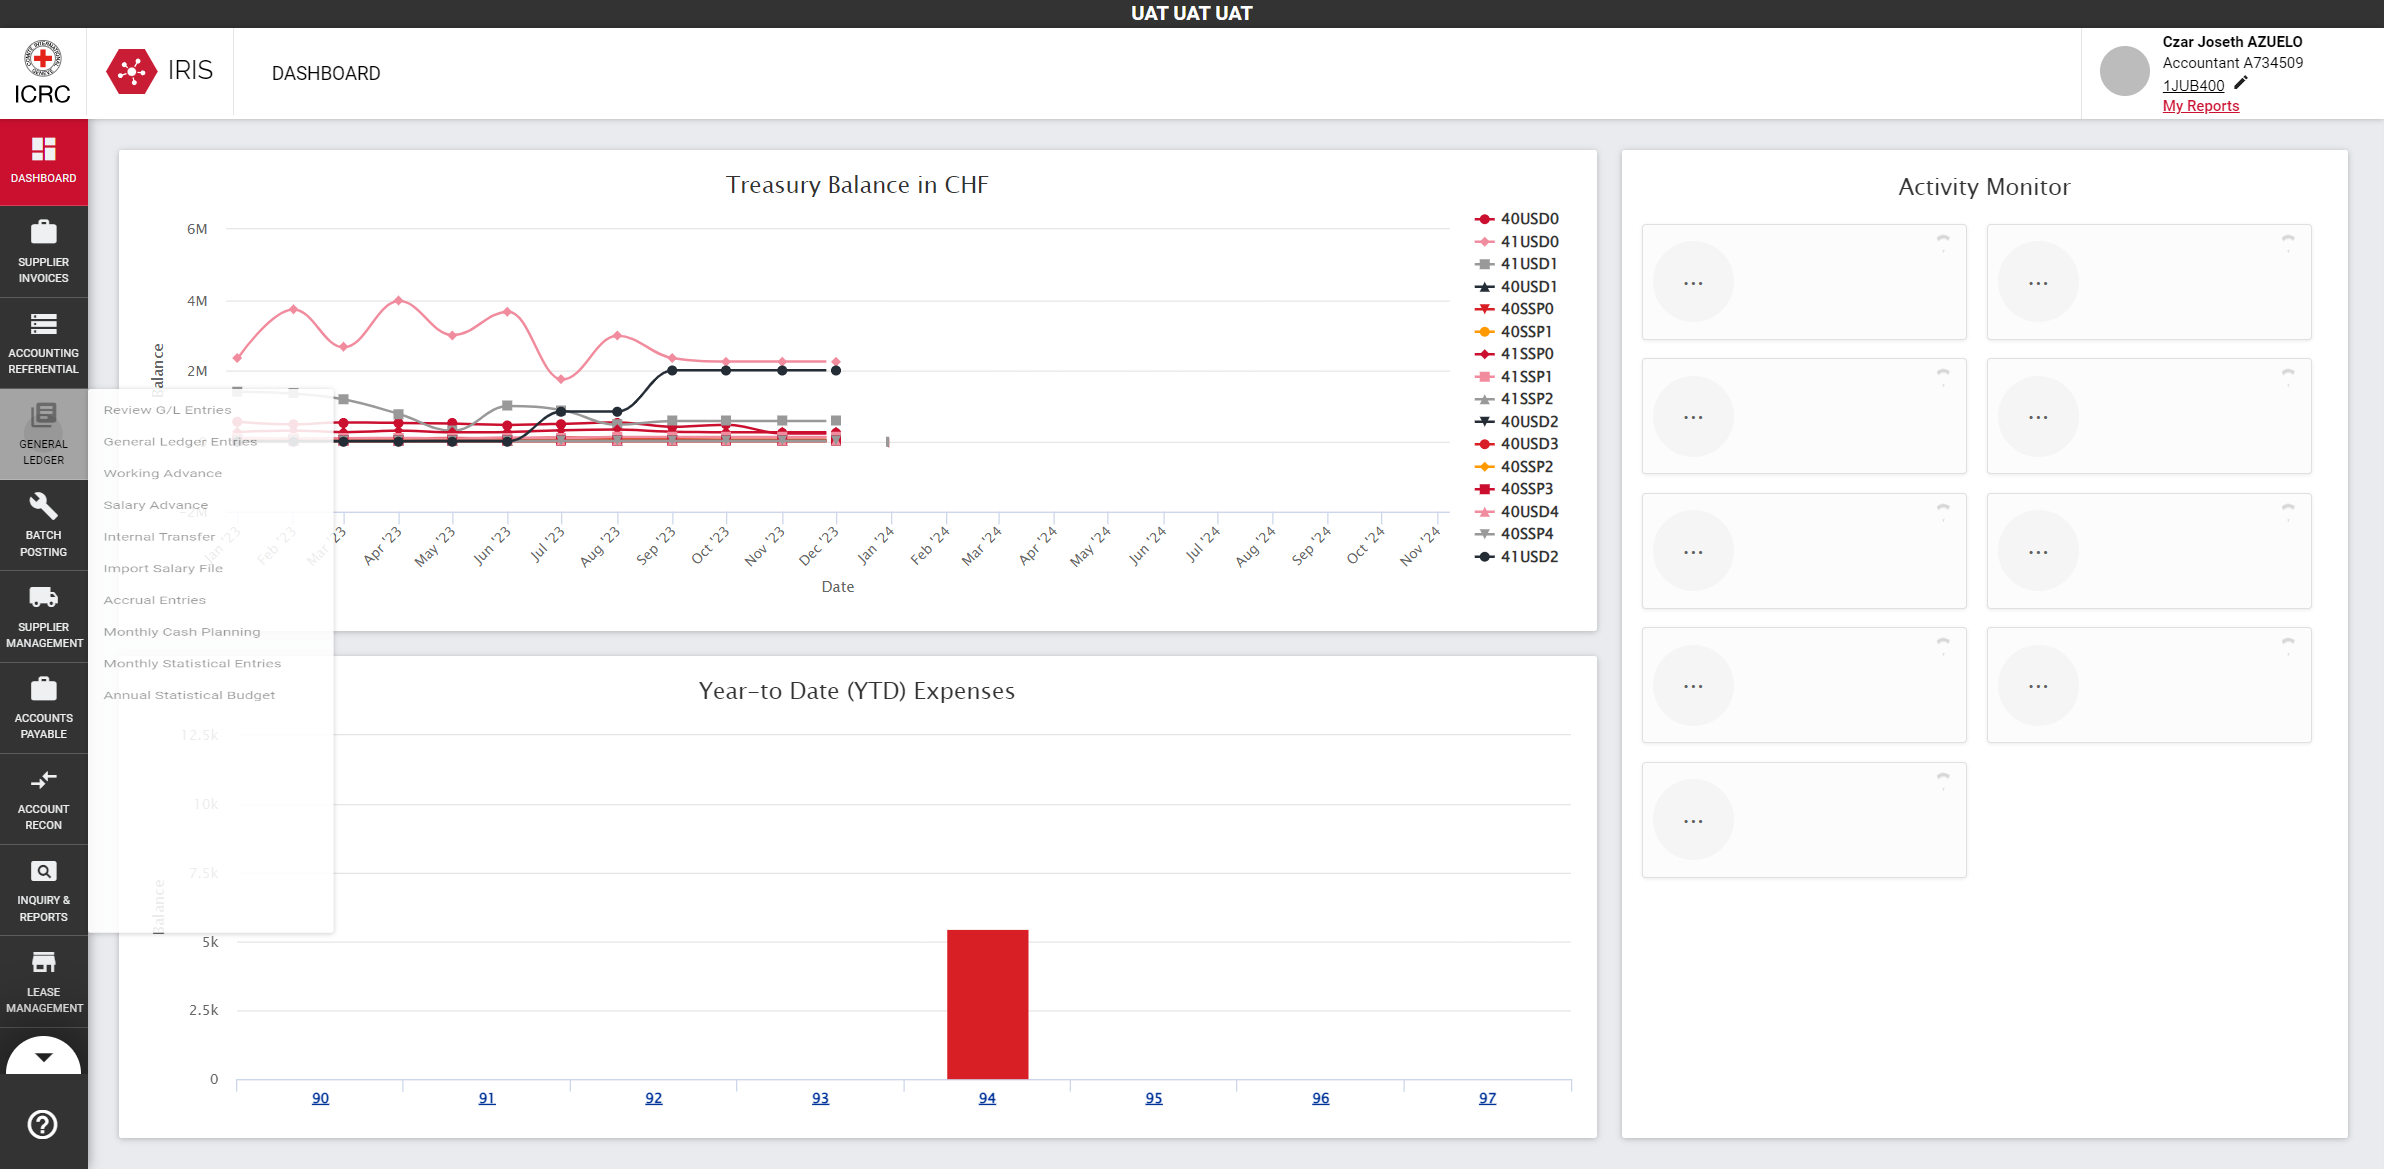 UAT UAT UAT
ICRC
IRIS
DASHBOARD
Czar Joseth AZUELO
Accountant A734509
1JUB400
My Reports
DASHBOARD
SUPPLIER
INVOICES
ACCOUNTING
REFERENTIAL
GENERAL
LEDGER
BATCH
POSTING
SUPPLIER
MANAGEMENT
ACCOUNTS
PAYABLE
ACCOUNT
RECON
INQUIRY &
REPORTS
LEASE
MANAGEMENT
Review G/L Entries
General Ledger Entries
Working Advance
Salary Advance
Internal Transfer
Import Salary File
Accrual Entries
Monthly Cash Planning
Monthly Statistical Entries
Annual Statistical Budget
Treasury Balance in CHF
Balance
6M
4M
2M
-2M
Jan '23
Feb '23
Mar '23
Apr '23
May '23
Jun '23
Jul '23
Aug '23
Sep '23
Oct '23
Nov '23
Dec '23
Jan '24
Feb '24
Mar '24
Apr '24
May '24
Jun '24
Jul '24
Aug '24
Sep '24
Oct '24
Nov '24
Date
40USD0
41USD0
41USD1
40USD1
40SSP0
40SSP1
41SSP0
41SSP1
41SSP2
40USD2
40USD3
40SSP2
40SSP3
40USD4
40SSP4
41USD2
Year-to Date (YTD) Expenses
Balance
12.5k
10k
7.5k
5k
2.5k
0
90
91
92
93
94
95
96
97
Activity Monitor
...
...
...
...
...
...
...
...
...